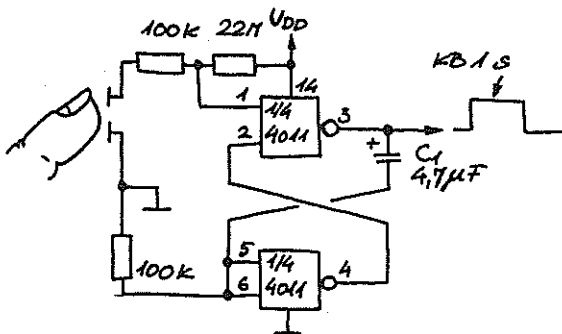 100K 22M UDD
KB 1 s
14
1 1/4 3
2 4011
+ C1
4,7µF
5 1/4 4
6 4011
100K